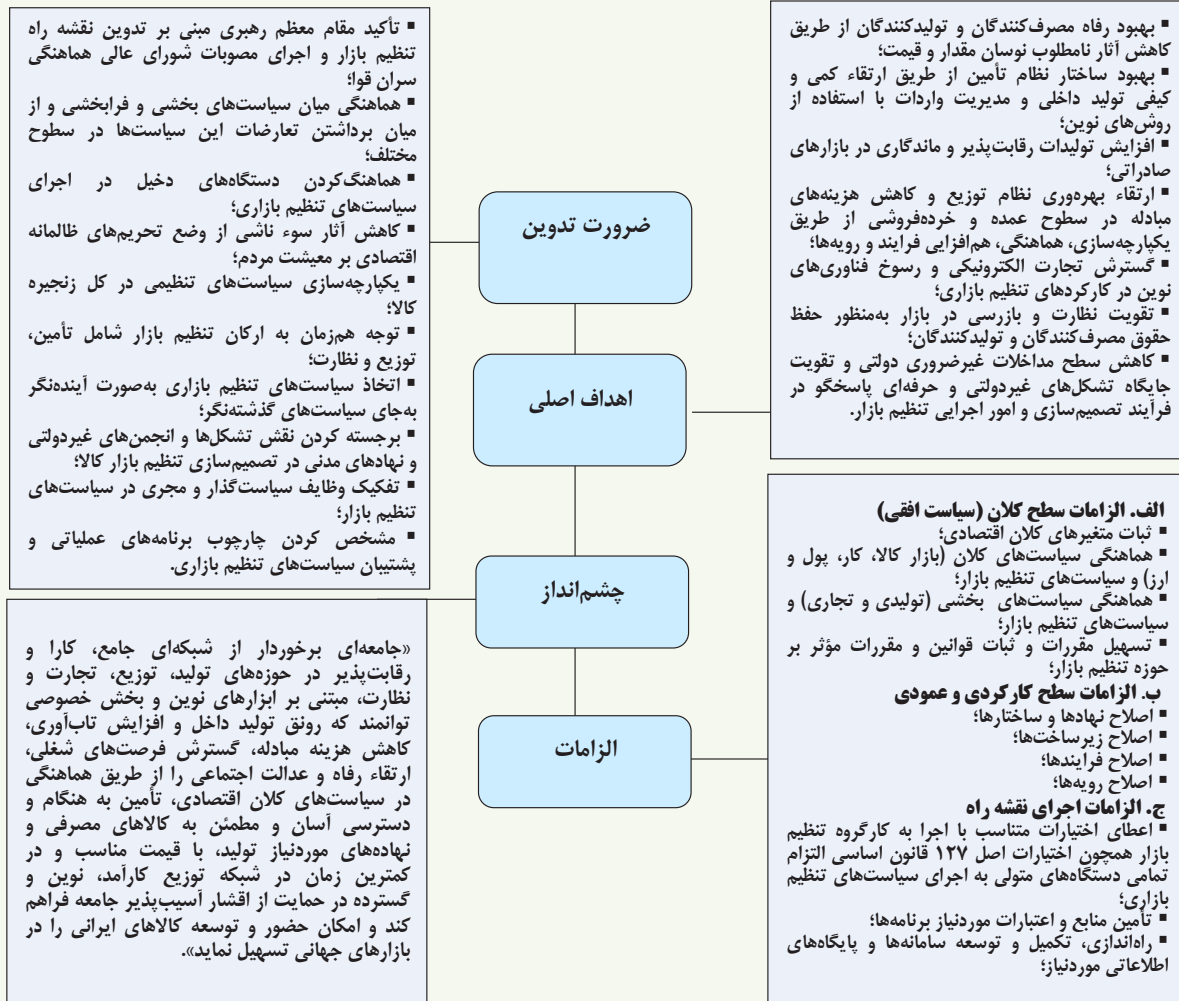 ضرورت تدوین
▪ تأکید مقام معظم رهبری مبنی بر تدوین نقشه راه
تنظیم بازار و اجرای مصوبات شورای عالی هماهنگی
سران قوا؛
▪ هماهنگی میان سیاست‌های بخشی و فرابخشی و از
میان برداشتن تعارضات این سیاست‌ها در سطوح
مختلف؛
▪ هماهنگ‌کردن دستگاه‌های دخیل در اجرای
سیاست‌های تنظیم بازاری؛
▪ کاهش آثار سوء ناشی از وضع تحریم‌های ظالمانه
اقتصادی بر معیشت مردم؛
▪ یکپارچه‌سازی سیاست‌های تنظیمی در کل زنجیره
کالا؛
▪ توجه هم‌زمان به ارکان تنظیم بازار شامل تأمین،
توزیع و نظارت؛
▪ اتخاذ سیاست‌های تنظیم بازاری به‌صورت آینده‌نگر
به‌جای سیاست‌های گذشته‌نگر؛
▪ برجسته کردن نقش تشکل‌ها و انجمن‌های غیردولتی
و نهادهای مدنی در تصمیم‌سازی تنظیم بازار کالا؛
▪ تفکیک وظایف سیاست‌گذار و مجری در سیاست‌های
تنظیم بازار؛
▪ مشخص کردن چارچوب برنامه‌های عملیاتی و
پشتیبان سیاست‌های تنظیم بازاری.
اهداف اصلی
▪ بهبود رفاه مصرف‌کنندگان و تولیدکنندگان از طریق
کاهش آثار نامطلوب نوسان مقدار و قیمت؛
▪ بهبود ساختار نظام تأمین از طریق ارتقاء کمی و
کیفی تولید داخلی و مدیریت واردات با استفاده از
روش‌های نوین؛
▪ افزایش تولیدات رقابت‌پذیر و ماندگاری در بازارهای
صادراتی؛
▪ ارتقاء بهره‌وری نظام توزیع و کاهش هزینه‌های
مبادله در سطوح عمده و خرده‌فروشی از طریق
یکپارچه‌سازی، هماهنگی، هم‌افزایی فرایند و رویه‌ها؛
▪ گسترش تجارت الکترونیکی و رسوخ فناوری‌های
نوین در کارکردهای تنظیم بازاری؛
▪ تقویت نظارت و بازرسی در بازار به‌منظور حفظ
حقوق مصرف‌کنندگان و تولیدکنندگان؛
▪ کاهش سطح مداخلات غیرضروری دولتی و تقویت
جایگاه تشکل‌های غیردولتی و حرفه‌ای پاسخگو در
فرآیند تصمیم‌سازی و امور اجرایی تنظیم بازار.
چشم‌انداز
«جامعه‌ای برخوردار از شبکه‌ای جامع، کارا و
رقابت‌پذیر در حوزه‌های تولید، توزیع، تجارت و
نظارت، مبتنی بر ابزارهای نوین و بخش خصوصی
توانمند که رونق تولید داخل و افزایش تاب‌آوری،
کاهش هزینه مبادله، گسترش فرصت‌های شغلی،
ارتقاء رفاه و عدالت اجتماعی را از طریق هماهنگی
در سیاست‌های کلان اقتصادی، تأمین به هنگام و
دسترسی آسان و مطمئن به کالاهای مصرفی و
نهاده‌های موردنیاز تولید، با قیمت مناسب و در
کمترین زمان در شبکه توزیع کارآمد، نوین و
گسترده در حمایت از اقشار آسیب‌پذیر جامعه فراهم
کند و امکان حضور و توسعه کالاهای ایرانی را در
بازارهای جهانی تسهیل نماید».
الزامات
الف. الزامات سطح کلان (سیاست افقی)
▪ ثبات متغیرهای کلان اقتصادی؛
▪ هماهنگی سیاست‌های کلان (بازار کالا، کار، پول و
ارز) و سیاست‌های تنظیم بازار؛
▪ هماهنگی سیاست‌های بخشی (تولیدی و تجاری) و
سیاست‌های تنظیم بازار؛
▪ تسهیل مقررات و ثبات قوانین و مقررات مؤثر بر
حوزه تنظیم بازار؛
ب. الزامات سطح کارکردی و عمودی
▪ اصلاح نهادها و ساختارها؛
▪ اصلاح زیرساخت‌ها؛
▪ اصلاح فرایندها؛
▪ اصلاح رویه‌ها؛
ج. الزامات اجرای نقشه راه
▪ اعطای اختیارات متناسب با اجرا به کارگروه تنظیم
بازار همچون اختیارات اصل ۱۲۷ قانون اساسی التزام
تمامی دستگاه‌های متولی به اجرای سیاست‌های تنظیم
بازاری؛
▪ تأمین منابع و اعتبارات موردنیاز برنامه‌ها؛
▪ راه‌اندازی، تکمیل و توسعه سامانه‌ها و پایگاه‌های
اطلاعاتی موردنیاز؛